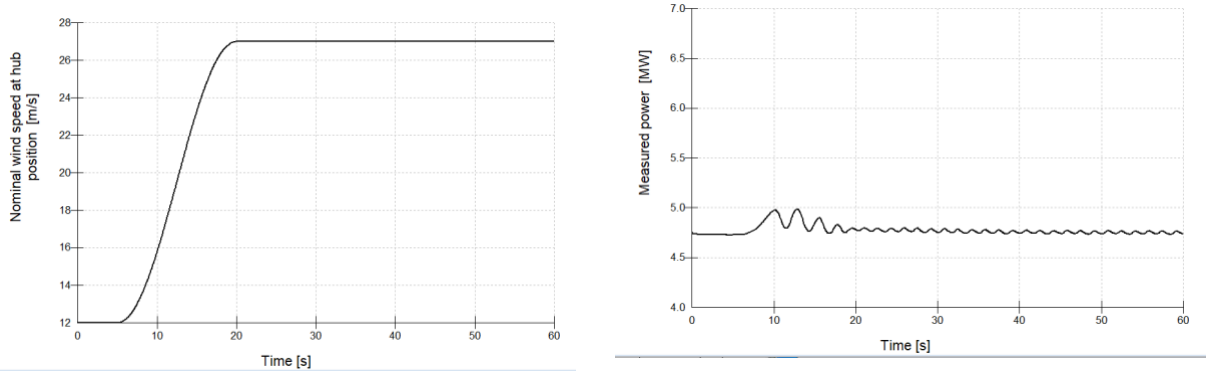 Nominal wind speed at hub
position [m/s]
28
26
24
22
20
18
16
14
12
0 10 20 30 40 50 60
Time [s]
Measured power [MW]
7.0
6.5
6.0
5.5
5.0
4.5
4.0
0 10 20 30 40 50 60
Time [s]